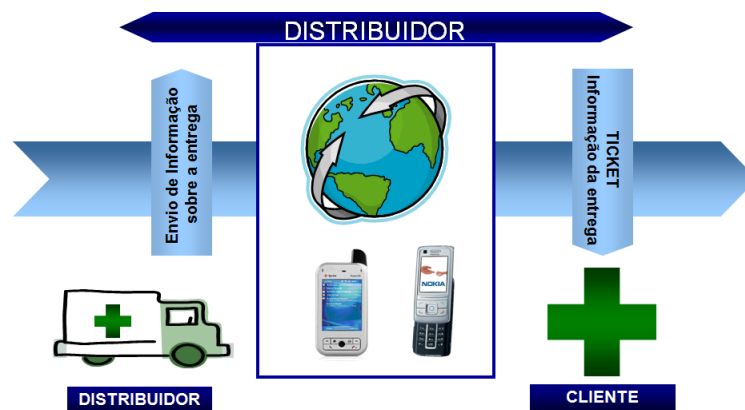 DISTRIBUIDOR
Envio de Informação
sobre a entrega
TICKET
Informação da entrega
NOKIA
DISTRIBUIDOR
CLIENTE